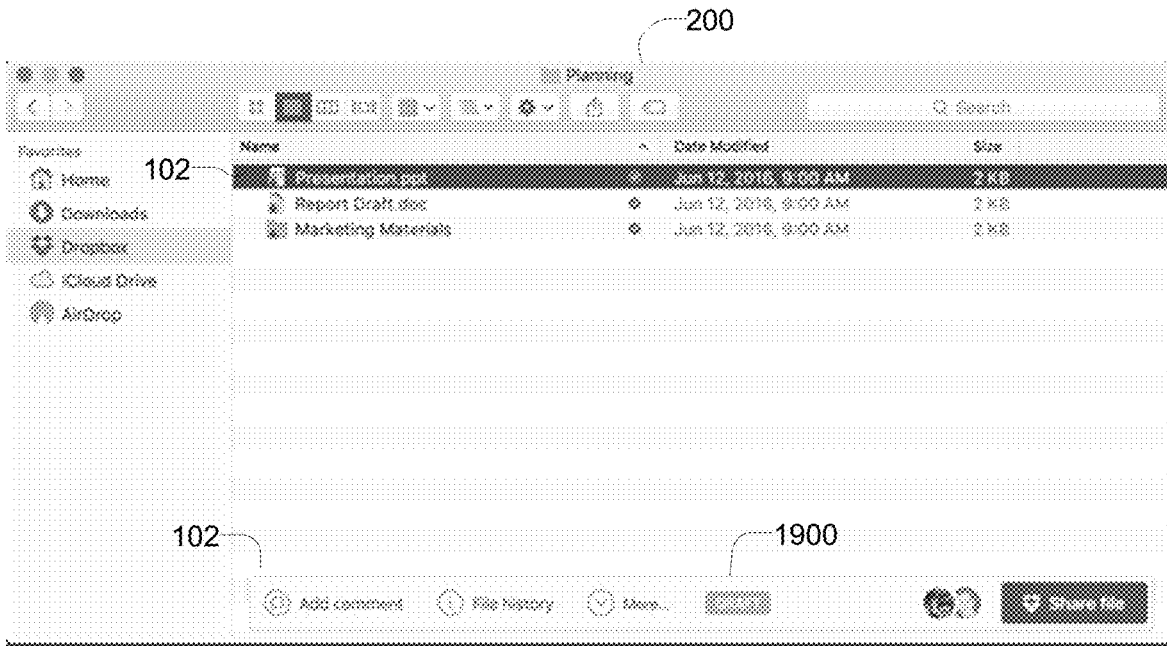 200
Planning
Search
Favorites
Name Date Modified Size
102
Home
Presentation.ppt Jun 12, 2016, 9:00 AM 2 KB
Downloads
Report Draft.doc Jun 12, 2016, 9:00 AM 2 KB
Dropbox
Marketing Materials Jun 12, 2016, 9:00 AM 2 KB
iCloud Drive
AirDrop
102
1900
Add comment File history More... Share file